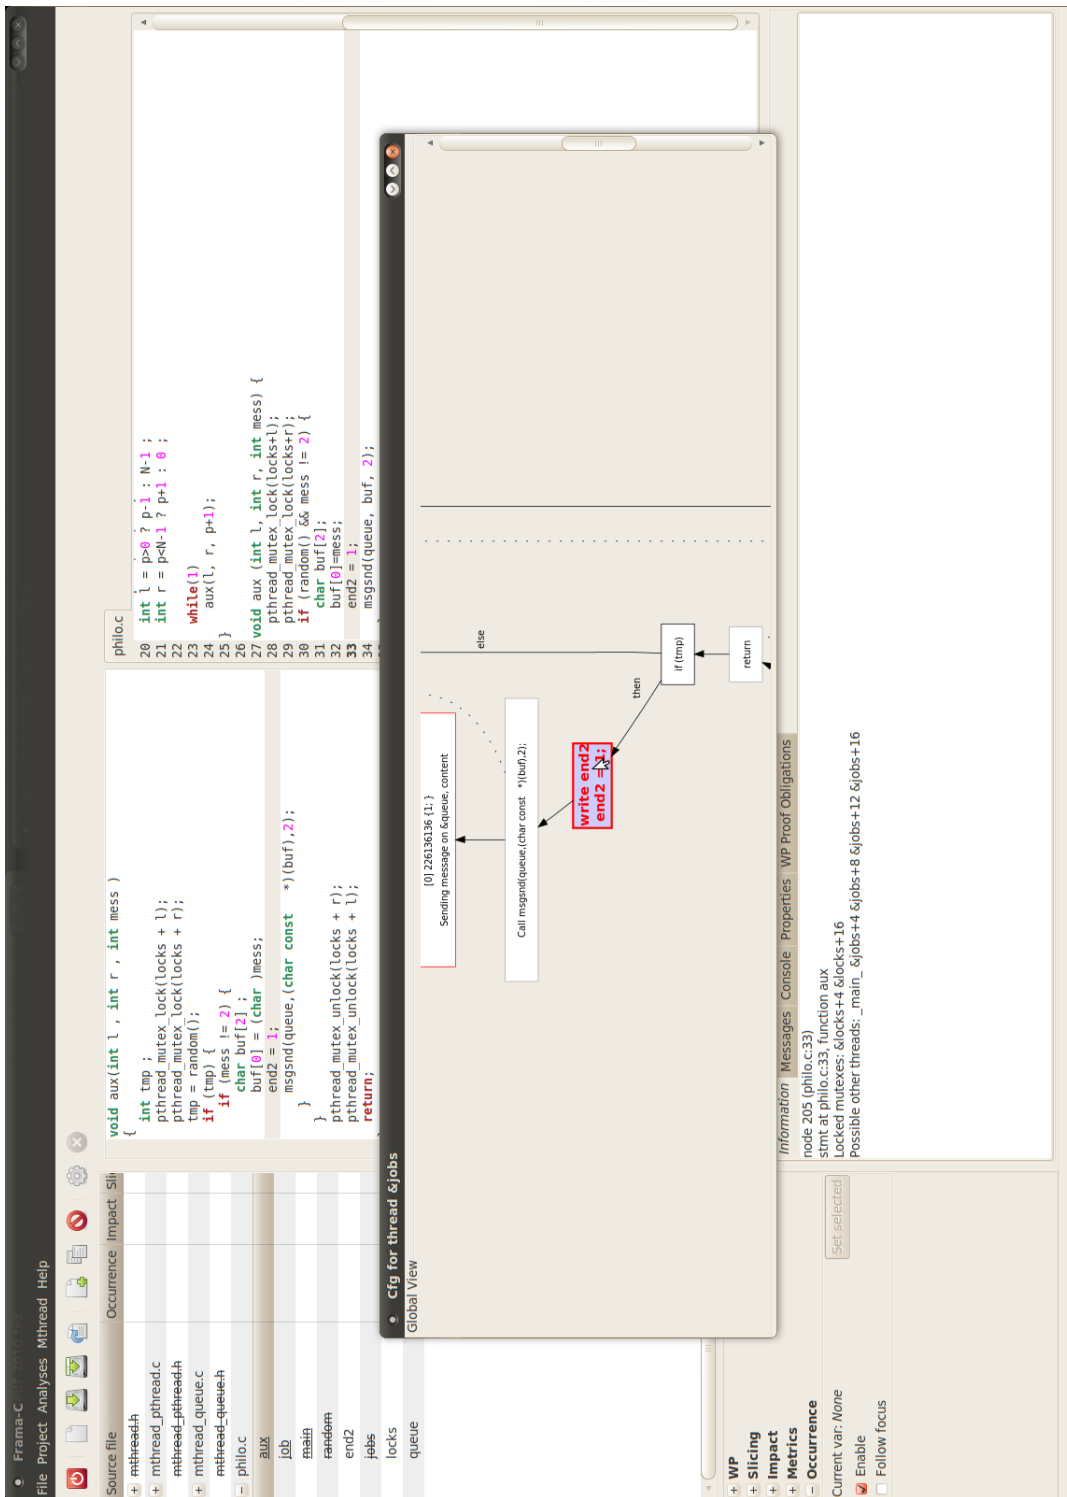 Frama-C
File Project Analyses Mthread Help
Source file Occurrence Impact Sli
mthread.h
mthread_pthread.c
mthread_pthread.h
mthread_queue.c
mthread_queue.h
philo.c
aux
job
main
random
end2
jobs
locks
queue
WP
Slicing
Impact
Metrics
Occurrence
Current var: None
Set selected
Enable
Follow focus
void aux(int l , int r , int mess )
{
int tmp ;
pthread_mutex_lock(locks + l);
pthread_mutex_lock(locks + r);
tmp = random();
if (tmp) {
if (mess != 2) {
char buf[2] ;
buf[0] = (char )mess;
end2 = 1;
msgsnd(queue,(char const   *)(buf),2);
}
}
pthread_mutex_unlock(locks + r);
pthread_mutex_unlock(locks + l);
return;
philo.c
20 int l = p>0 ? p-1 : N-1 ;
21 int r = p<N-1 ? p+1 : 0 ;
22
23 while(1)
24 aux(l, r, p+1);
25 }
26
27 void aux (int l, int r, int mess) {
28 pthread_mutex_lock(locks+l);
29 pthread_mutex_lock(locks+r);
30 if (random() && mess != 2) {
31 char buf[2];
32 buf[0]=mess;
33 end2 = 1;
34 msgsnd(queue, buf, 2);
Cfg for thread &jobs
Global View
[0] 226136136 {1; }
Sending message on &queue, content
Call msgsnd(queue,(char const   *)(buf),2);
write end2
end2 = 1;
then
else
if (tmp)
return
Information Messages Console Properties WP Proof Obligations
node 205 (philo.c:33)
stmt at philo.c:33, function aux
Locked mutexes: &locks+4 &locks+16
Possible other threads: _main_ &jobs+4 &jobs+8 &jobs+12 &jobs+16